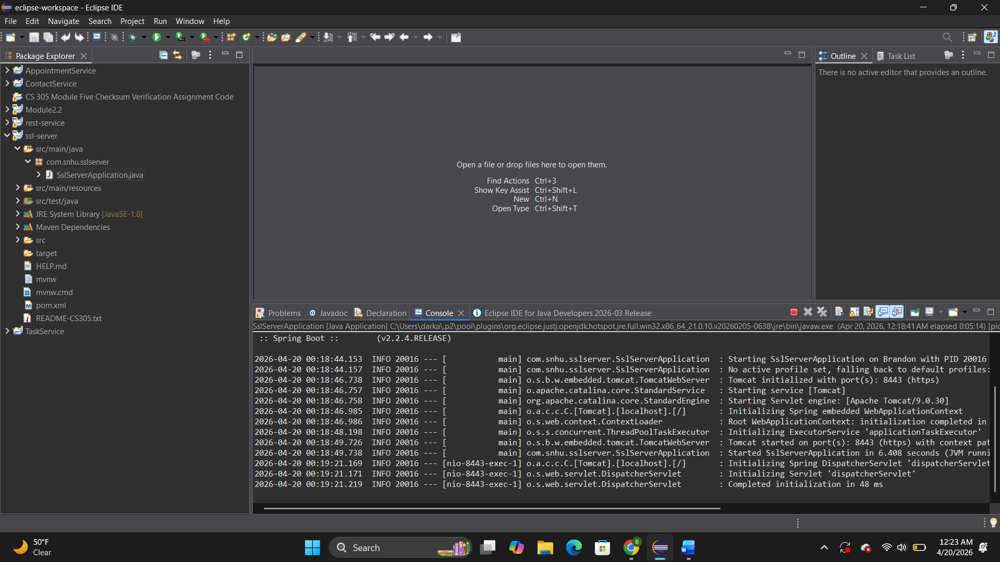 eclipse-workspace - Eclipse IDE
File Edit Navigate Search Project Run Window Help
Package Explorer
AppointmentService
ContactService
CS 305 Module Five Checksum Verification Assignment Code
Module2.2
rest-service
ssl-server
src/main/java
com.snhu.sslserver
SslServerApplication.java
src/main/resources
src/test/java
JRE System Library [JavaSE-1.8]
Maven Dependencies
src
target
HELP.md
mvnw
mvnw.cmd
pom.xml
README-CS305.txt
TaskService
Open a file or drop files here to open them.
Find Actions Ctrl+3
Show Key Assist Ctrl+Shift+L
New Ctrl+N
Open Type Ctrl+Shift+T
Outline Task List
There is no active editor that provides an outline.
Problems Javadoc Declaration Console Eclipse IDE for Java Developers 2026-03 Release
SslServerApplication [Java Application] C:\Users\darka\.p2\pool\plugins\org.eclipse.justj.openjdk.hotspot.jre.full.win32.x86_64_21.0.10.v20260205-0638\jre\bin\javaw.exe (Apr 20, 2026, 12:18:41 AM elapsed 0:05:14) [pic
:: Spring Boot :: (v2.2.4.RELEASE)
2026-04-20 00:18:44.153 INFO 20016 --- [ main] com.snhu.sslserver.SslServerApplication : Starting SslServerApplication on Brandon with PID 20016
2026-04-20 00:18:44.157 INFO 20016 --- [ main] com.snhu.sslserver.SslServerApplication : No active profile set, falling back to default profiles:
2026-04-20 00:18:46.738 INFO 20016 --- [ main] o.s.b.w.embedded.tomcat.TomcatWebServer : Tomcat initialized with port(s): 8443 (https)
2026-04-20 00:18:46.757 INFO 20016 --- [ main] o.apache.catalina.core.StandardService : Starting service [Tomcat]
2026-04-20 00:18:46.758 INFO 20016 --- [ main] org.apache.catalina.core.StandardEngine : Starting Servlet engine: [Apache Tomcat/9.0.30]
2026-04-20 00:18:46.985 INFO 20016 --- [ main] o.a.c.c.C.[Tomcat].[localhost].[/] : Initializing Spring embedded WebApplicationContext
2026-04-20 00:18:46.986 INFO 20016 --- [ main] o.s.web.context.ContextLoader : Root WebApplicationContext: initialization completed in
2026-04-20 00:18:48.198 INFO 20016 --- [ main] o.s.s.concurrent.ThreadPoolTaskExecutor : Initializing ExecutorService 'applicationTaskExecutor'
2026-04-20 00:18:49.726 INFO 20016 --- [ main] o.s.b.w.embedded.tomcat.TomcatWebServer : Tomcat started on port(s): 8443 (https) with context pat
2026-04-20 00:18:49.738 INFO 20016 --- [ main] com.snhu.sslserver.SslServerApplication : Started SslServerApplication in 6.408 seconds (JVM runni
2026-04-20 00:19:21.169 INFO 20016 --- [nio-8443-exec-1] o.a.c.c.C.[Tomcat].[localhost].[/] : Initializing Spring DispatcherServlet 'dispatcherServlet
2026-04-20 00:19:21.171 INFO 20016 --- [nio-8443-exec-1] o.s.web.servlet.DispatcherServlet : Initializing Servlet 'dispatcherServlet'
2026-04-20 00:19:21.219 INFO 20016 --- [nio-8443-exec-1] o.s.web.servlet.DispatcherServlet : Completed initialization in 48 ms
50°F
Clear
Search
12:23 AM
4/20/2026